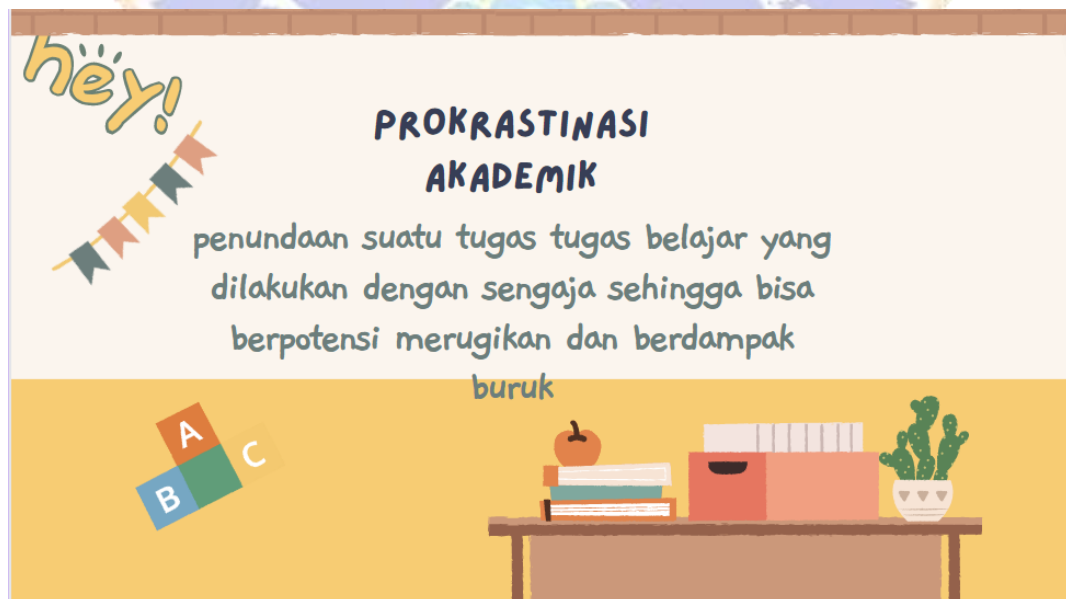 hey!
PROKRASTINASI
AKADEMIK
penundaan suatu tugas tugas belajar yang
dilakukan dengan sengaja sehingga bisa
berpotensi merugikan dan berdampak
buruk
A
C
B